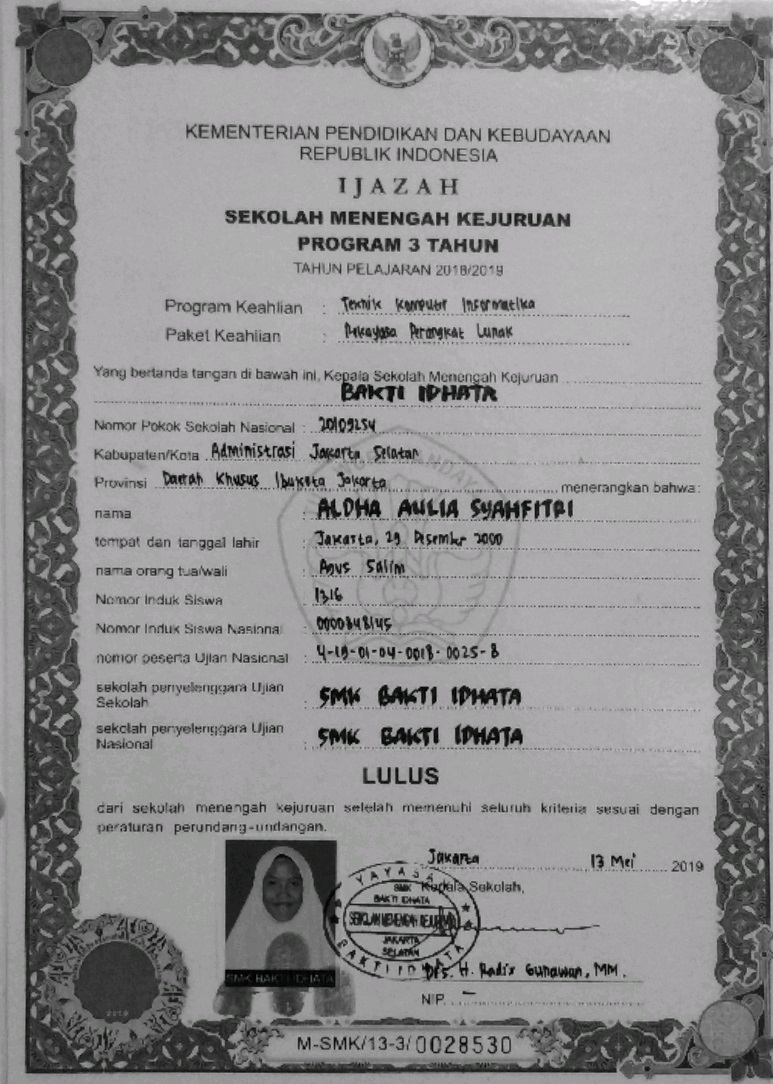 KEMENTERIAN PENDIDIKAN DAN KEBUDAYAAN
REPUBLIK INDONESIA
IJAZAH
SEKOLAH MENENGAH KEJURUAN
PROGRAM 3 TAHUN
TAHUN PELAJARAN 2018/2019
Program Keahlian : Teknik Komputer Informatika
Paket Keahlian : Rekayasa Perangkat Lunak
Yang bertanda tangan di bawah ini, Kepala Sekolah Menengah Kejuruan
BAKTI IDHATA
Nomor Pokok Sekolah Nasional : 20109254
Kabupaten/Kota Administrasi Jakarta Selatan
Provinsi Daerah Khusus Ibukota Jakarta menerangkan bahwa:
nama : ALDHA AULIA SYAHFITRI
tempat dan tanggal lahir : Jakarta, 29 Desember 2000
nama orang tua/wali : Agus Salim
Nomor Induk Siswa : 1316
Nomor Induk Siswa Nasional : 0000848145
nomor peserta Ujian Nasional : 4-19-01-04-0018-0025-8
sekolah penyelenggara Ujian
Sekolah : SMK BAKTI IDHATA
sekolah penyelenggara Ujian
Nasional : SMK BAKTI IDHATA
LULUS
dari sekolah menengah kejuruan setelah memenuhi seluruh kriteria sesuai dengan
peraturan perundang-undangan.
Jakarta 13 Mei 2019
Kepala Sekolah,
YAYASAN
SMK
BAKTI IDHATA
SEKOLAH MENENGAH KEJURUAN
JAKARTA
SELATAN
BAKTI IDHATA
SMK BAKTI IDHATA
Drs. H. Radis Gunawan, MM.
NIP. –
2019
M-SMK/13-3/0028530